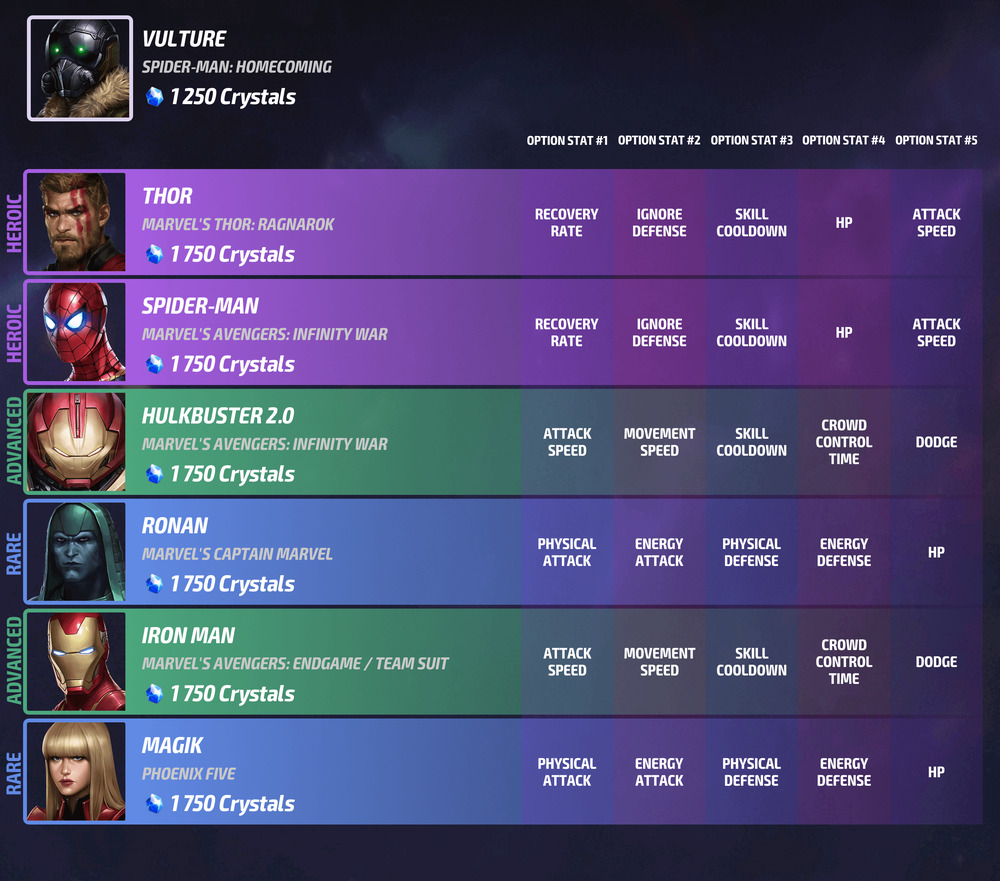 VULTURE
SPIDER-MAN: HOMECOMING
1 250 Crystals
OPTION STAT #1 OPTION STAT #2 OPTION STAT #3 OPTION STAT #4 OPTION STAT #5
HEROIC
THOR
MARVEL'S THOR: RAGNAROK
1 750 Crystals
RECOVERY
RATE
IGNORE
DEFENSE
SKILL
COOLDOWN
HP
ATTACK
SPEED
HEROIC
SPIDER-MAN
MARVEL'S AVENGERS: INFINITY WAR
1 750 Crystals
RECOVERY
RATE
IGNORE
DEFENSE
SKILL
COOLDOWN
HP
ATTACK
SPEED
ADVANCED
HULKBUSTER 2.0
MARVEL'S AVENGERS: INFINITY WAR
1 750 Crystals
ATTACK
SPEED
MOVEMENT
SPEED
SKILL
COOLDOWN
CROWD
CONTROL
TIME
DODGE
RARE
RONAN
MARVEL'S CAPTAIN MARVEL
1 750 Crystals
PHYSICAL
ATTACK
ENERGY
ATTACK
PHYSICAL
DEFENSE
ENERGY
DEFENSE
HP
ADVANCED
IRON MAN
MARVEL'S AVENGERS: ENDGAME / TEAM SUIT
1 750 Crystals
ATTACK
SPEED
MOVEMENT
SPEED
SKILL
COOLDOWN
CROWD
CONTROL
TIME
DODGE
RARE
MAGIK
PHOENIX FIVE
1 750 Crystals
PHYSICAL
ATTACK
ENERGY
ATTACK
PHYSICAL
DEFENSE
ENERGY
DEFENSE
HP